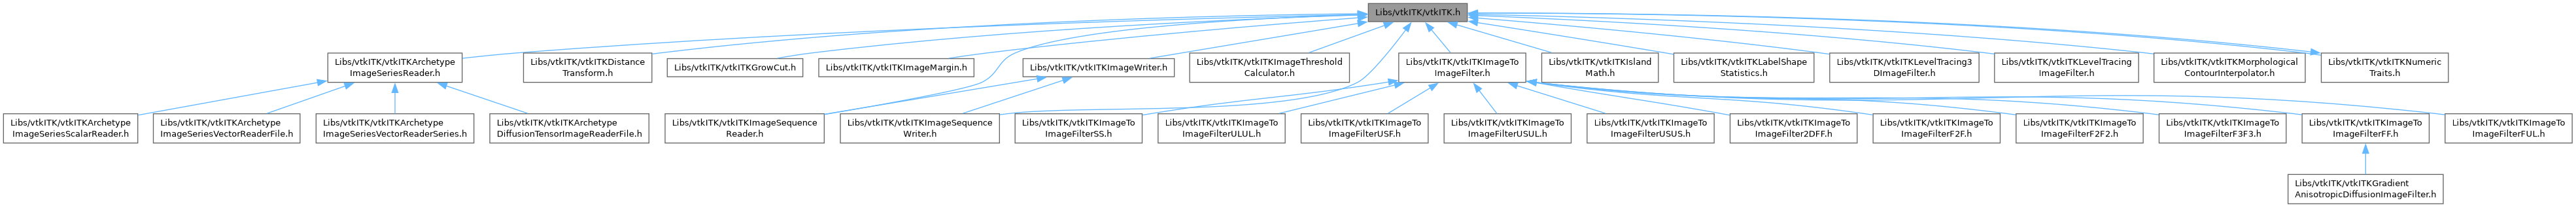 Libs/vtkITK/vtkITK.h
Libs/vtkITK/vtkITKArchetype
ImageSeriesReader.h
Libs/vtkITK/vtkITKDistance
Transform.h
Libs/vtkITK/vtkITKGrowCut.h
Libs/vtkITK/vtkITKImageMargin.h
Libs/vtkITK/vtkITKImageWriter.h
Libs/vtkITK/vtkITKImageThreshold
Calculator.h
Libs/vtkITK/vtkITKImageTo
ImageFilter.h
Libs/vtkITK/vtkITKIsland
Math.h
Libs/vtkITK/vtkITKLabelShape
Statistics.h
Libs/vtkITK/vtkITKLevelTracing3
DImageFilter.h
Libs/vtkITK/vtkITKLevelTracing
ImageFilter.h
Libs/vtkITK/vtkITKMorphological
ContourInterpolator.h
Libs/vtkITK/vtkITKNumeric
Traits.h
Libs/vtkITK/vtkITKArchetype
ImageSeriesScalarReader.h
Libs/vtkITK/vtkITKArchetype
ImageSeriesVectorReaderFile.h
Libs/vtkITK/vtkITKArchetype
ImageSeriesVectorReaderSeries.h
Libs/vtkITK/vtkITKArchetype
DiffusionTensorImageReaderFile.h
Libs/vtkITK/vtkITKImageSequence
Reader.h
Libs/vtkITK/vtkITKImageSequence
Writer.h
Libs/vtkITK/vtkITKImageTo
ImageFilterSS.h
Libs/vtkITK/vtkITKImageTo
ImageFilterULUL.h
Libs/vtkITK/vtkITKImageTo
ImageFilterUSF.h
Libs/vtkITK/vtkITKImageTo
ImageFilterUSUL.h
Libs/vtkITK/vtkITKImageTo
ImageFilterUSUS.h
Libs/vtkITK/vtkITKImageTo
ImageFilter2DFF.h
Libs/vtkITK/vtkITKImageTo
ImageFilterF2F.h
Libs/vtkITK/vtkITKImageTo
ImageFilterF2F2.h
Libs/vtkITK/vtkITKImageTo
ImageFilterF3F3.h
Libs/vtkITK/vtkITKImageTo
ImageFilterFF.h
Libs/vtkITK/vtkITKImageTo
ImageFilterFUL.h
Libs/vtkITK/vtkITKGradient
AnisotropicDiffusionImageFilter.h